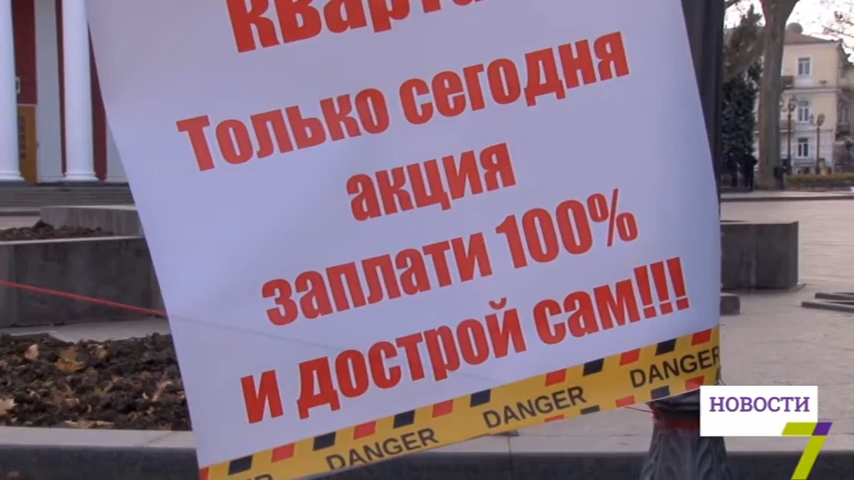 Только сегодня
акция
заплати 100%
и дострой сам!!!
DANGER DANGER DANGER
НОВОСТИ
7